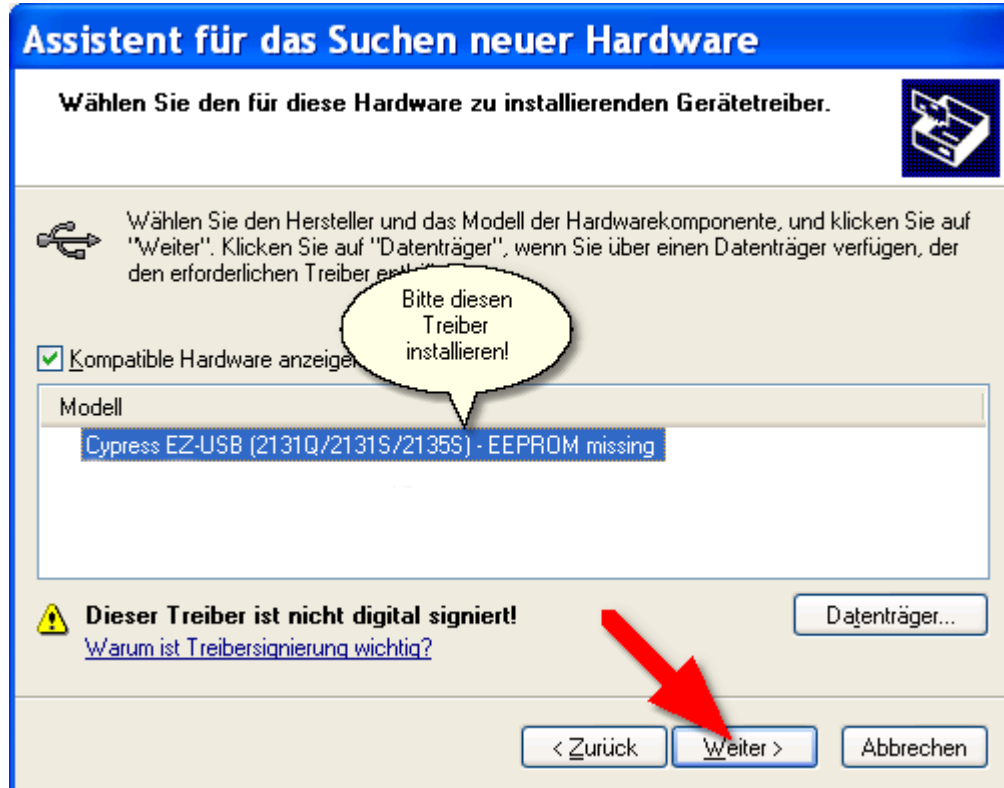 Assistent für das Suchen neuer Hardware
Wählen Sie den für diese Hardware zu installierenden Gerätetreiber.
Wählen Sie den Hersteller und das Modell der Hardwarekomponente, und klicken Sie auf
"Weiter". Klicken Sie auf "Datenträger", wenn Sie über einen Datenträger verfügen, der
den erforderlichen Treiber
Bitte diesen
Treiber
installieren!
Kompatible Hardware anzeigen
Modell
Cypress EZ-USB (2131Q/2131S/2135S) - EEPROM missing
Dieser Treiber ist nicht digital signiert!
Datenträger...
Warum ist Treibersignierung wichtig?
< Zurück
Weiter >
Abbrechen